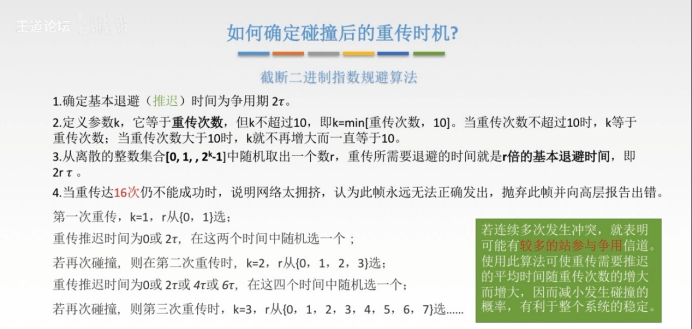 王道论坛
如何确定碰撞后的重传时机?
截断二进制指数规避算法
1.确定基本退避（推迟）时间为争用期 2τ。
2.定义参数k，它等于重传次数，但k不超过10，即k=min[重传次数，10]。当重传次数不超过10时，k等于
重传次数；当重传次数大于10时，k就不再增大而一直等于10。
3.从离散的整数集合[0, 1, , 2ᵏ-1]中随机取出一个数r，重传所需要退避的时间就是r倍的基本退避时间，即
2rτ。
4.当重传达16次仍不能成功时，说明网络太拥挤，认为此帧永远无法正确发出，抛弃此帧并向高层报告出错。
第一次重传，k=1，r从{0，1}选；
重传推迟时间为0或 2τ，在这两个时间中随机选一个；
若再次碰撞，则在第二次重传时，k=2，r从{0，1，2，3}选；
重传推迟时间为0或 2τ或 4τ或 6τ，在这四个时间中随机选一个；
若再次碰撞，则第三次重传时，k=3，r从{0，1，2，3，4，5，6，7}选……
若连续多次发生冲突，就表明
可能有较多的站参与争用信道。
使用此算法可使重传需要推迟
的平均时间随重传次数的增大
而增大，因而减小发生碰撞的
概率，有利于整个系统的稳定。